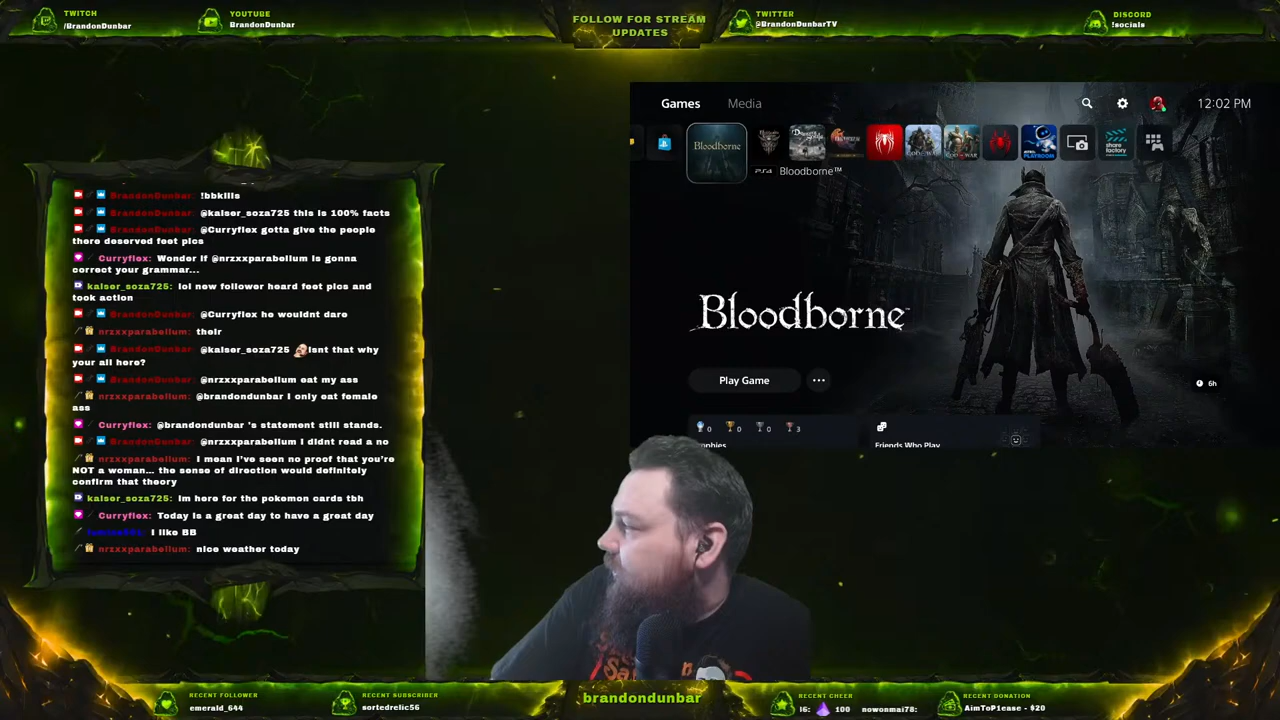 TWITCH
/BrandonDunbar
YOUTUBE
BrandonDunbar
FOLLOW FOR STREAM
UPDATES
TWITTER
@BrandonDunbarTV
DISCORD
!socials
BrandonDunbar: !bbkills
BrandonDunbar: @kaiser_soza725 this is 100% facts
BrandonDunbar: @Curryflex gotta give the people
there deserved feet pics
Curryflex: Wonder if @nrzxxparabellum is gonna
correct your grammar...
kaiser_soza725: lol new follower heard feet pics and
took action
BrandonDunbar: @Curryflex he wouldnt dare
nrzxxparabellum: their
BrandonDunbar: @kaiser_soza725 isnt that why
your all here?
BrandonDunbar: @nrzxxparabellum eat my ass
nrzxxparabellum: @brandondunbar I only eat female
ass
Curryflex: @brandondunbar 's statement still stands.
BrandonDunbar: @nrzxxparabellum I didnt read a no
nrzxxparabellum: I mean I've seen no proof that you're
NOT a woman... the sense of direction would definitely
confirm that theory
kaiser_soza725: Im here for the pokemon cards tbh
Curryflex: Today is a great day to have a great day
I like BB
nrzxxparabellum: nice weather today
Games
Media
12:02 PM
Bloodborne
PS4 Bloodborne™
Bloodborne
Play Game
•••
6h
0
0
0
3
Friends Who Play
RECENT FOLLOWER
emerald_644
RECENT SUBSCRIBER
sortedrelic56
brandondunbar
RECENT CHEER
100 nowonmai78:
RECENT DONATION
AimToP1ease - $20